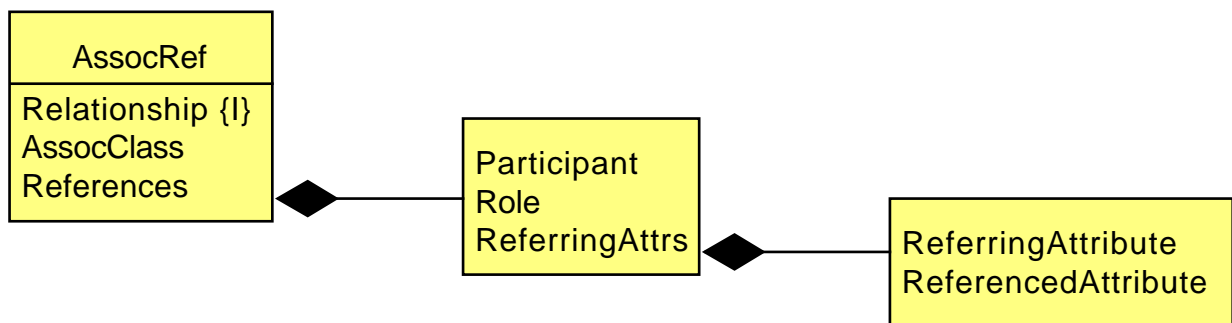 AssocRef
Relationship {I}
AssocClass
References
Participant
Role
ReferringAttrs
ReferringAttribute
ReferencedAttribute